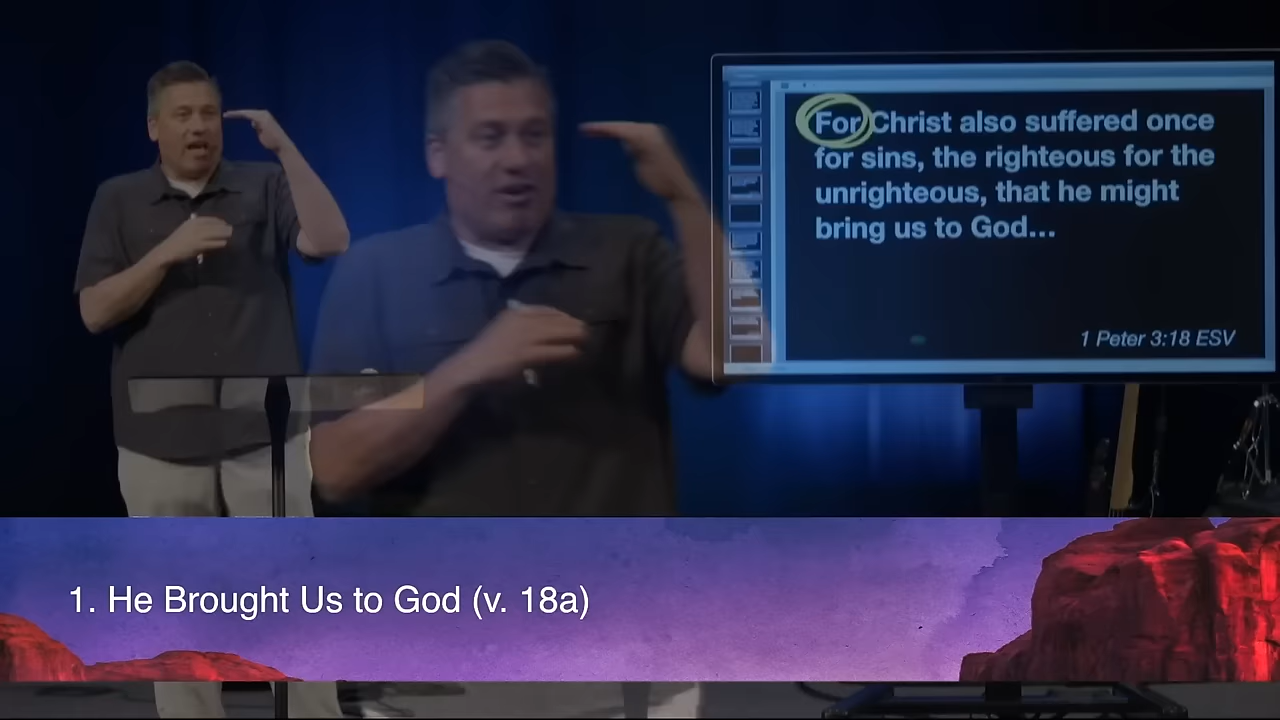 For Christ also suffered once
for sins, the righteous for the
unrighteous, that he might
bring us to God...
1 Peter 3:18 ESV
1. He Brought Us to God (v. 18a)